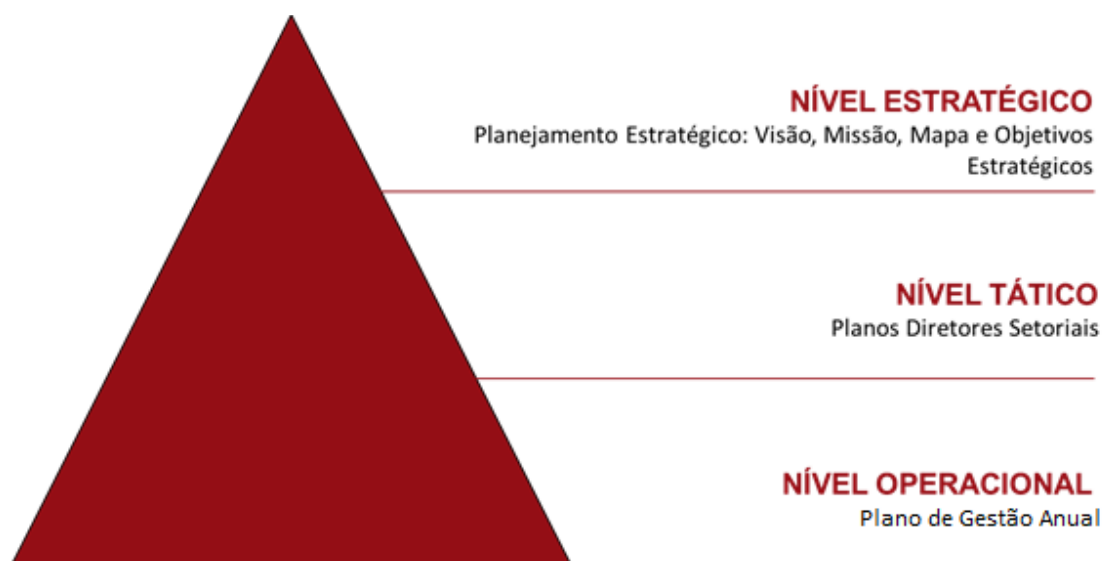 NÍVEL ESTRATÉGICO
Planejamento Estratégico: Visão, Missão, Mapa e Objetivos
Estratégicos
NÍVEL TÁTICO
Planos Diretores Setoriais
NÍVEL OPERACIONAL
Plano de Gestão Anual